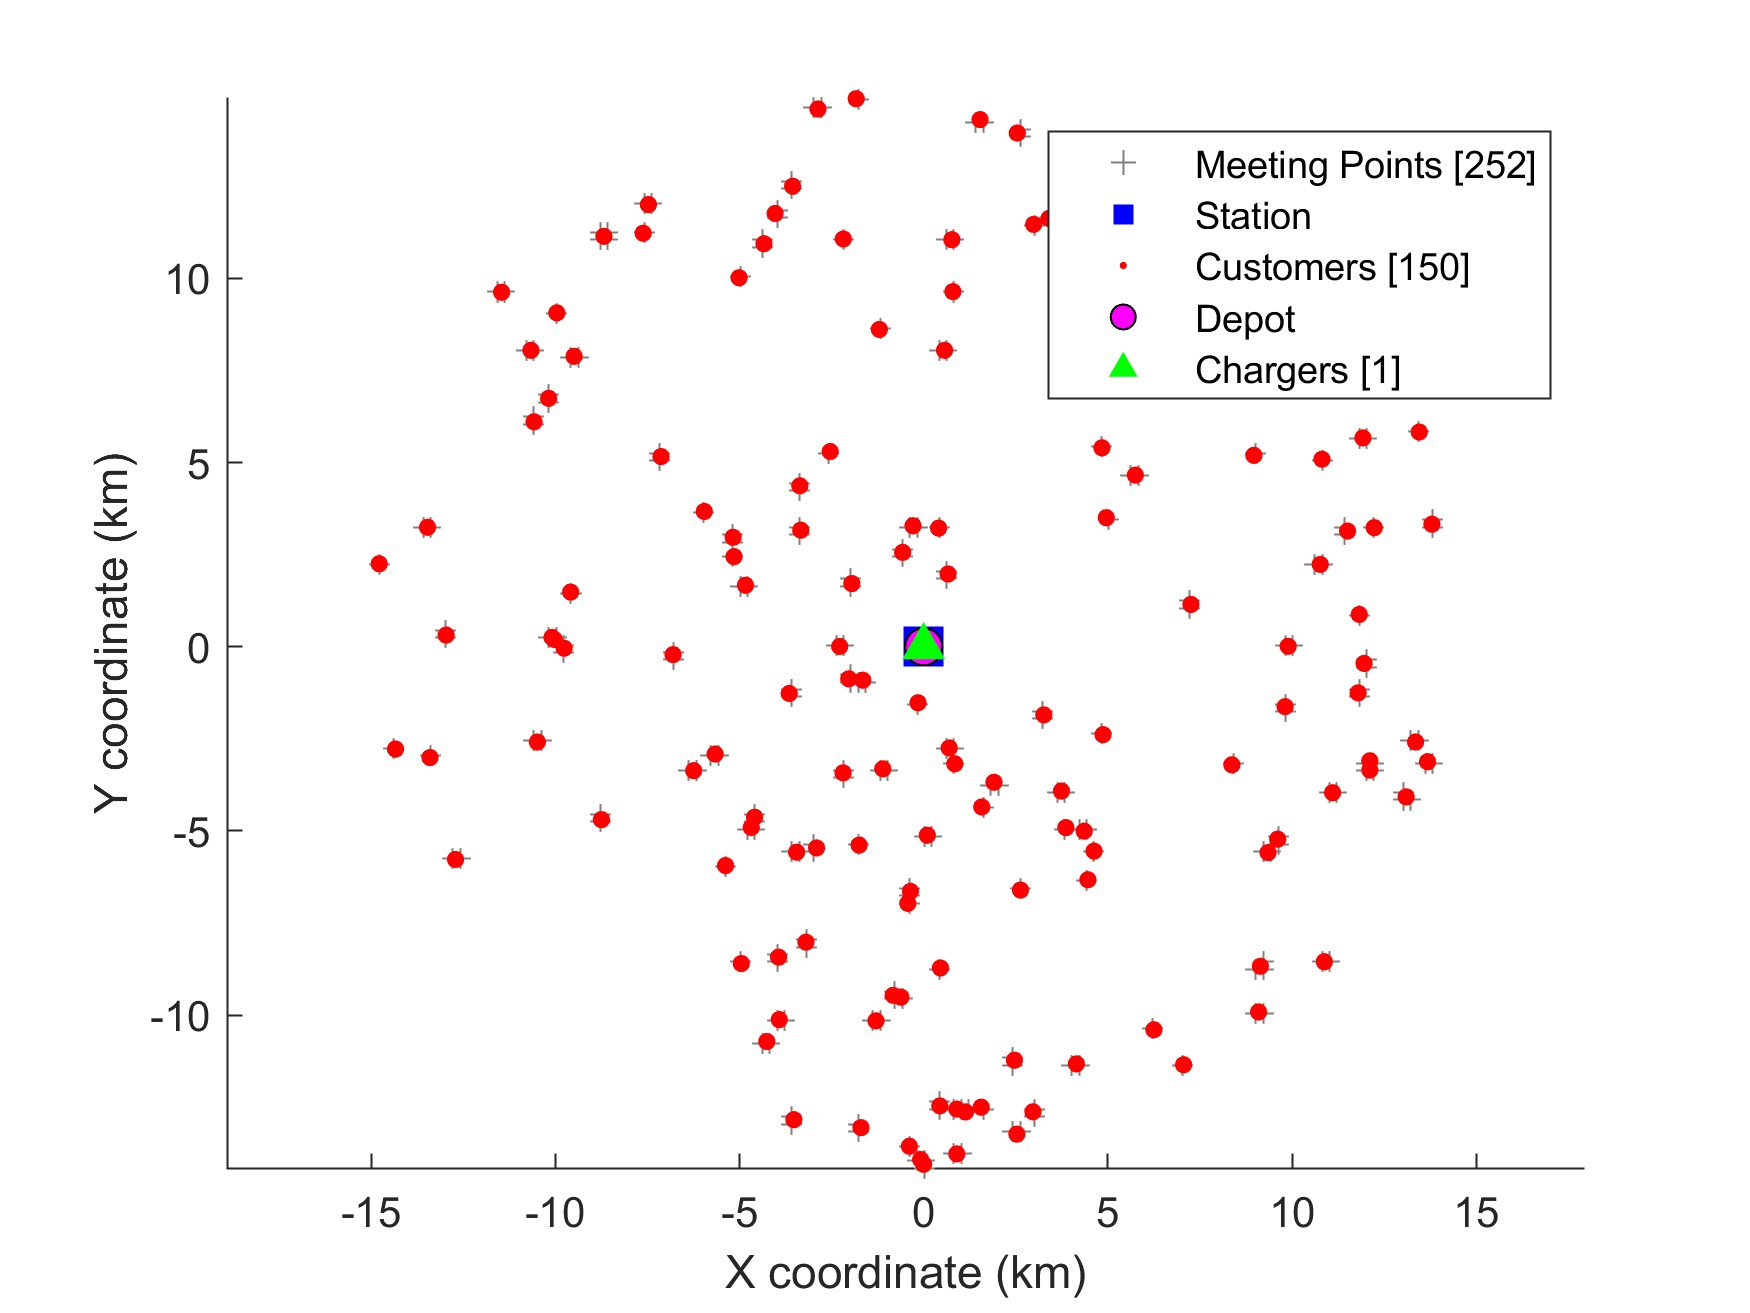 Meeting Points [252]
Station
Customers [150]
Depot
Chargers [1]
10
5
0
-5
-10
Y coordinate (km)
-15 -10 -5 0 5 10 15
X coordinate (km)